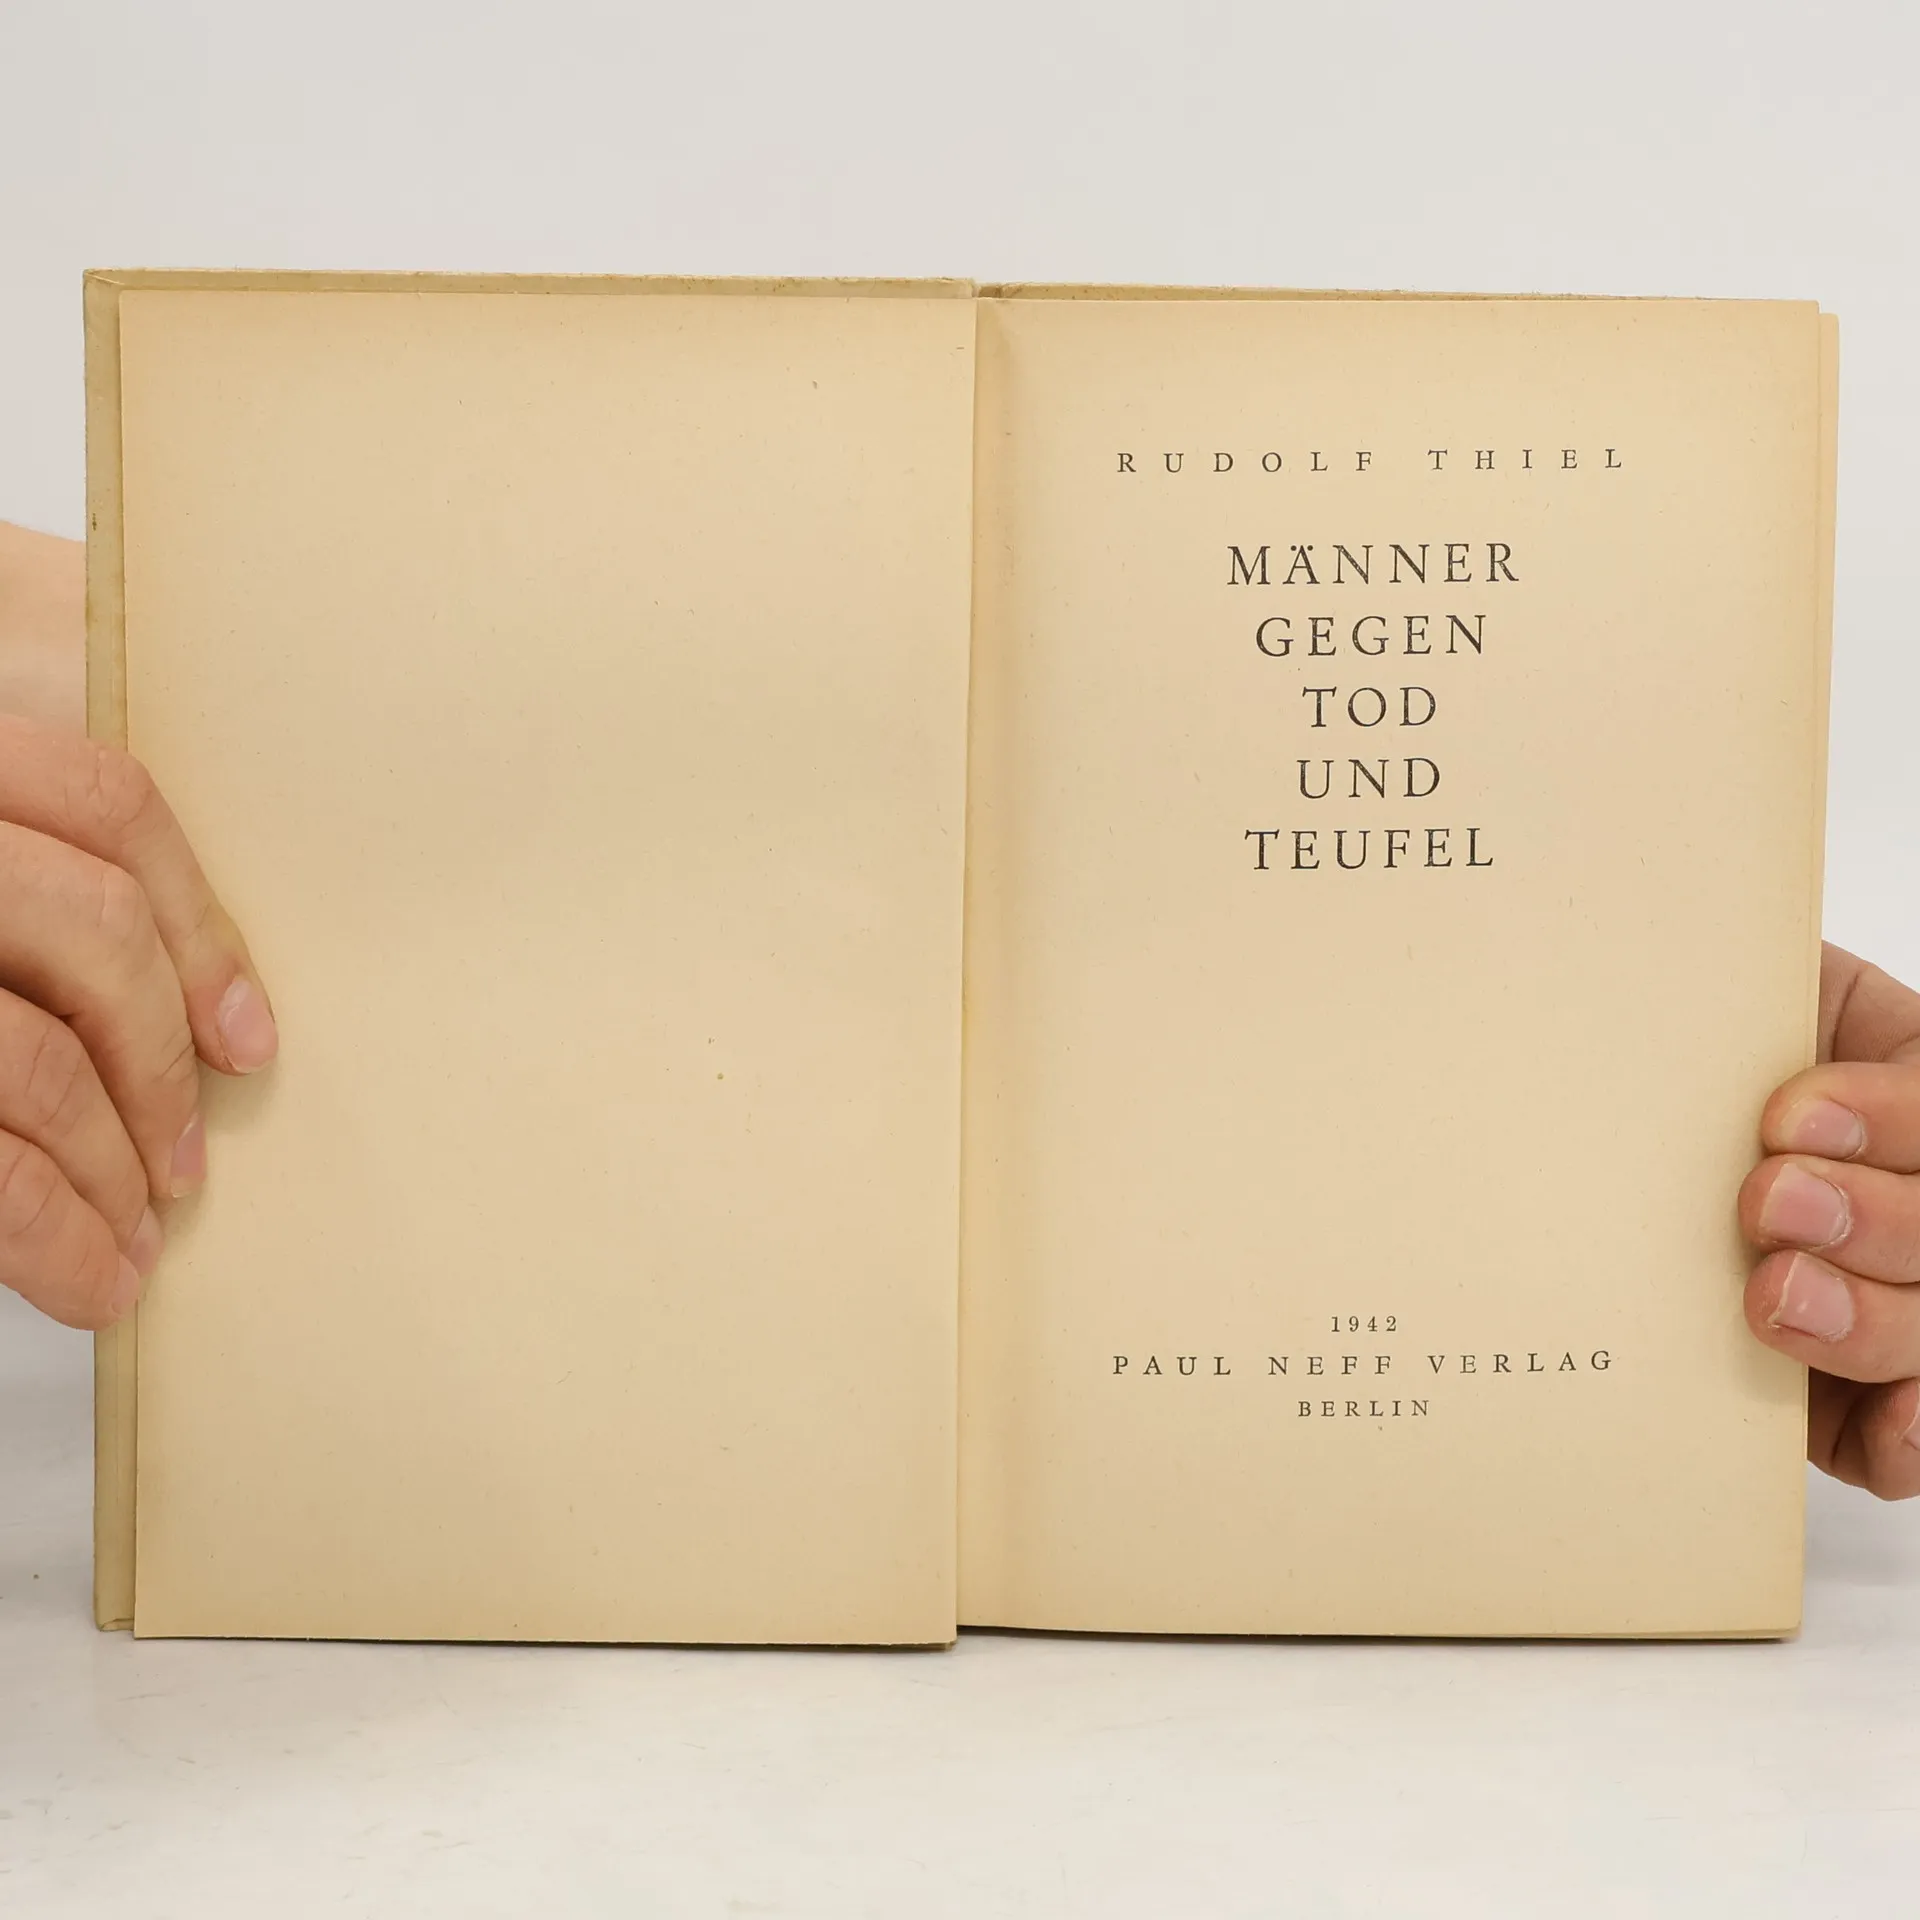 RUDOLF THIEL
MÄNNER
GEGEN
TOD
UND
TEUFEL
1942
PAUL NEFF VERLAG
BERLIN